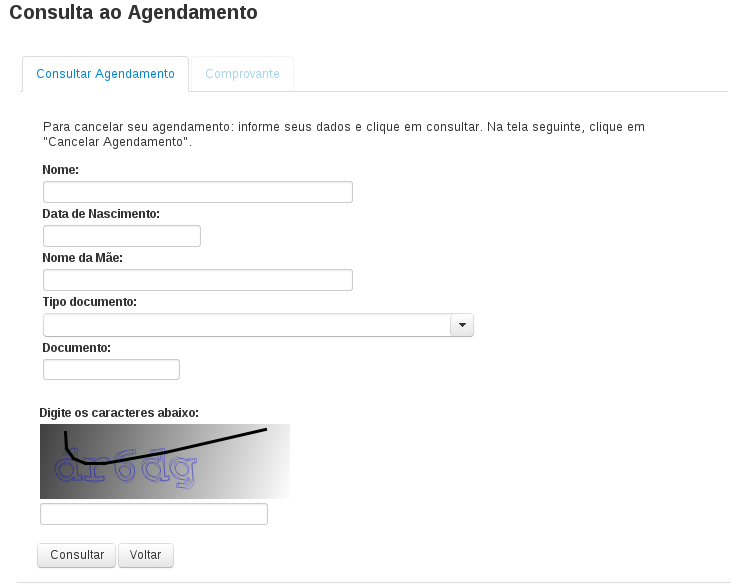 Consulta ao Agendamento
Consultar Agendamento
Comprovante
Para cancelar seu agendamento: informe seus dados e clique em consultar. Na tela seguinte, clique em
"Cancelar Agendamento".
Nome:
Data de Nascimento:
Nome da Mãe:
Tipo documento:
Documento:
Digite os caracteres abaixo:
Consultar
Voltar